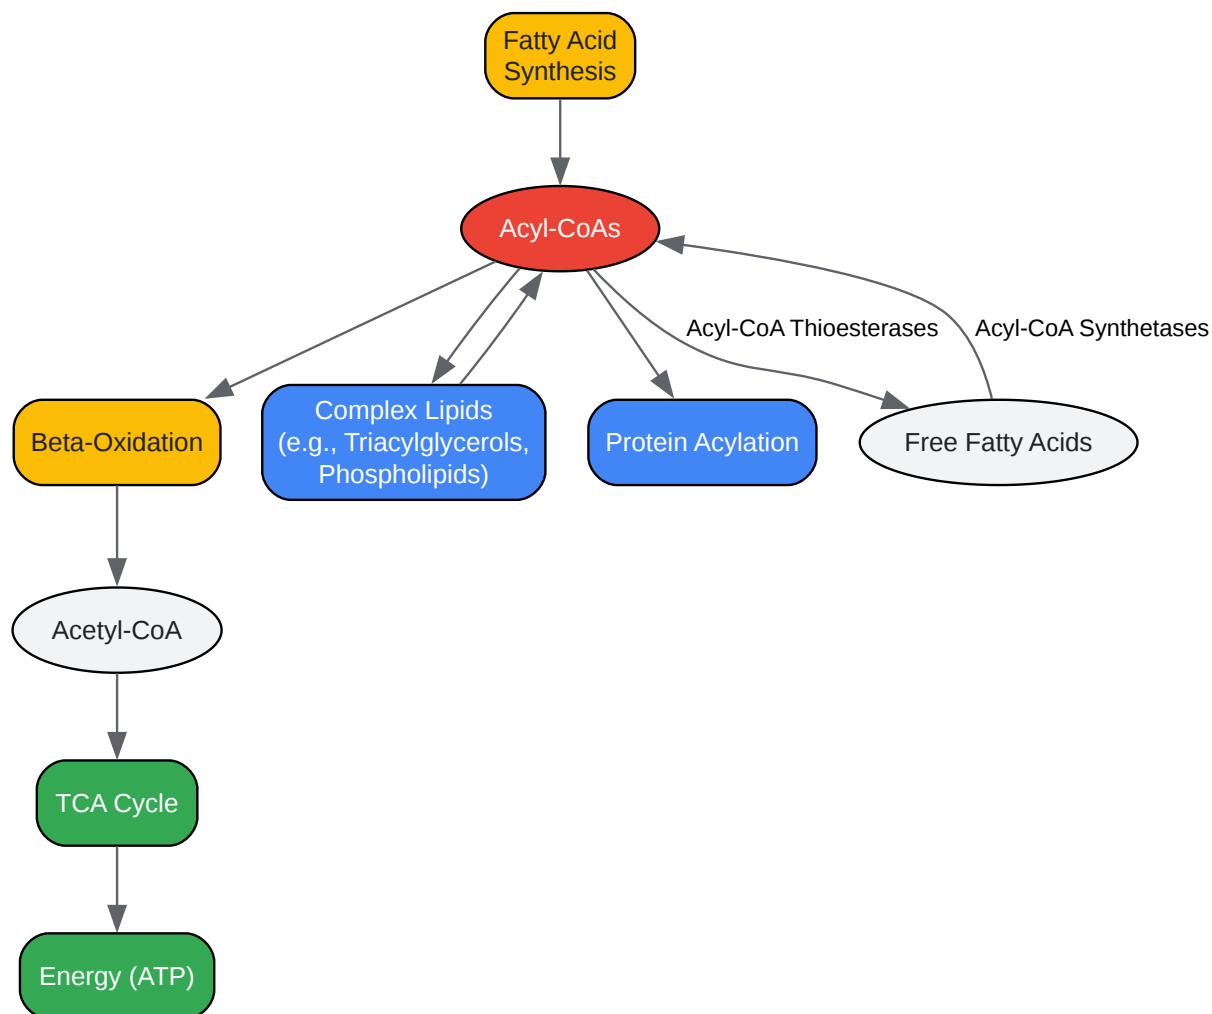 Fatty Acid
Synthesis
Acyl-CoAs
Acyl-CoA Thioesterases
Acyl-CoA Synthetases
Beta-Oxidation
Complex Lipids
(e.g., Triacylglycerols,
Phospholipids)
Protein Acylation
Free Fatty Acids
Acetyl-CoA
TCA Cycle
Energy (ATP)